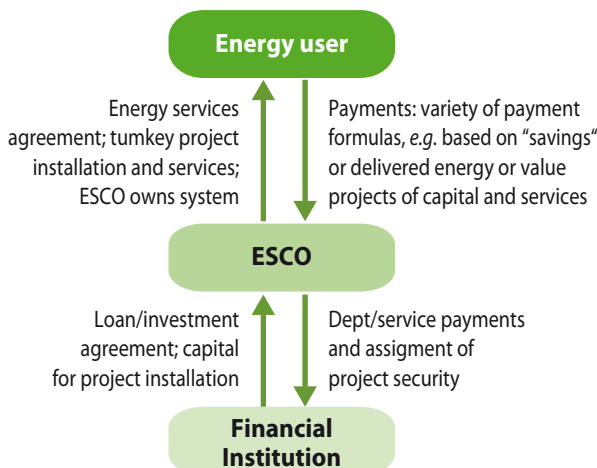 Energy user
Energy services
agreement; tumkey project
installation and services;
ESCO owns system
Payments: variety of payment
formulas, e.g. based on “savings“
or delivered energy or value
projects of capital and services
ESCO
Loan/investment
agreement; capital
for project installation
Dept/service payments
and assigment of
project security
Financial
Institution